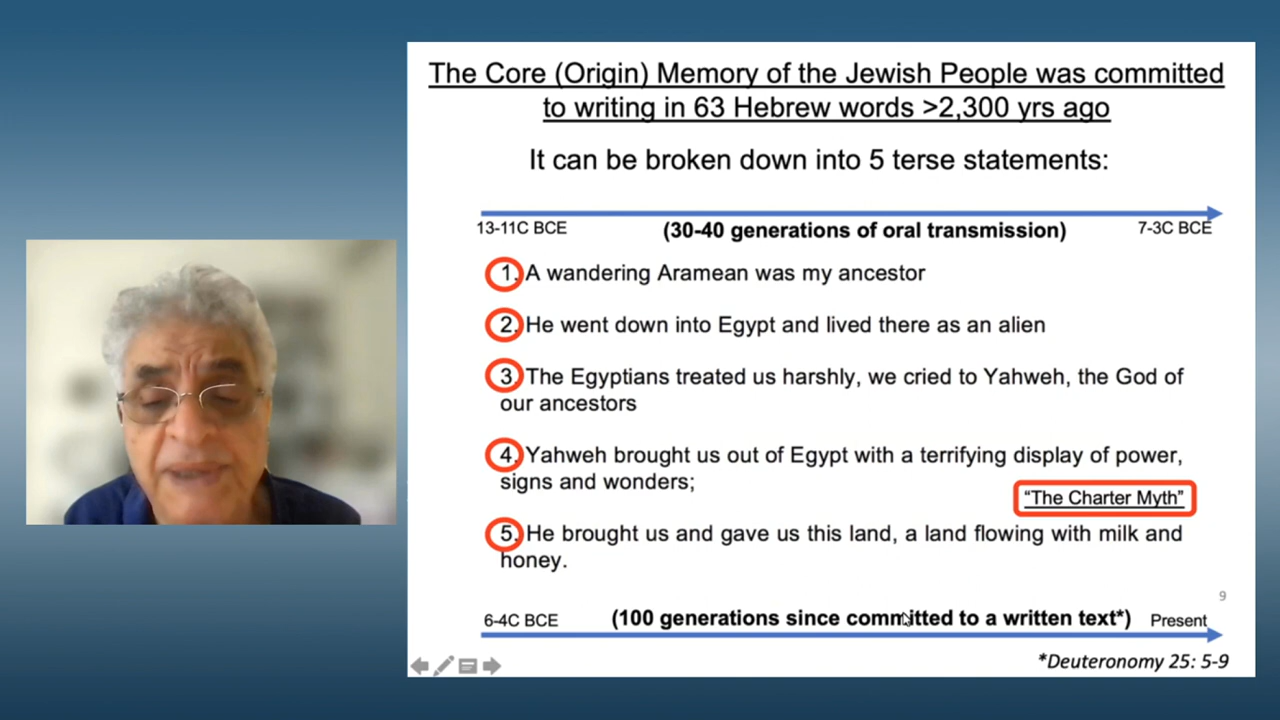 The Core (Origin) Memory of the Jewish People was committed
to writing in 63 Hebrew words >2,300 yrs ago
It can be broken down into 5 terse statements:
13-11C BCE (30-40 generations of oral transmission) 7-3C BCE
1. A wandering Aramean was my ancestor
2. He went down into Egypt and lived there as an alien
3. The Egyptians treated us harshly, we cried to Yahweh, the God of
our ancestors
4. Yahweh brought us out of Egypt with a terrifying display of power,
signs and wonders;
“The Charter Myth”
5. He brought us and gave us this land, a land flowing with milk and
honey.
9
6-4C BCE (100 generations since committed to a written text*) Present
*Deuteronomy 25: 5-9